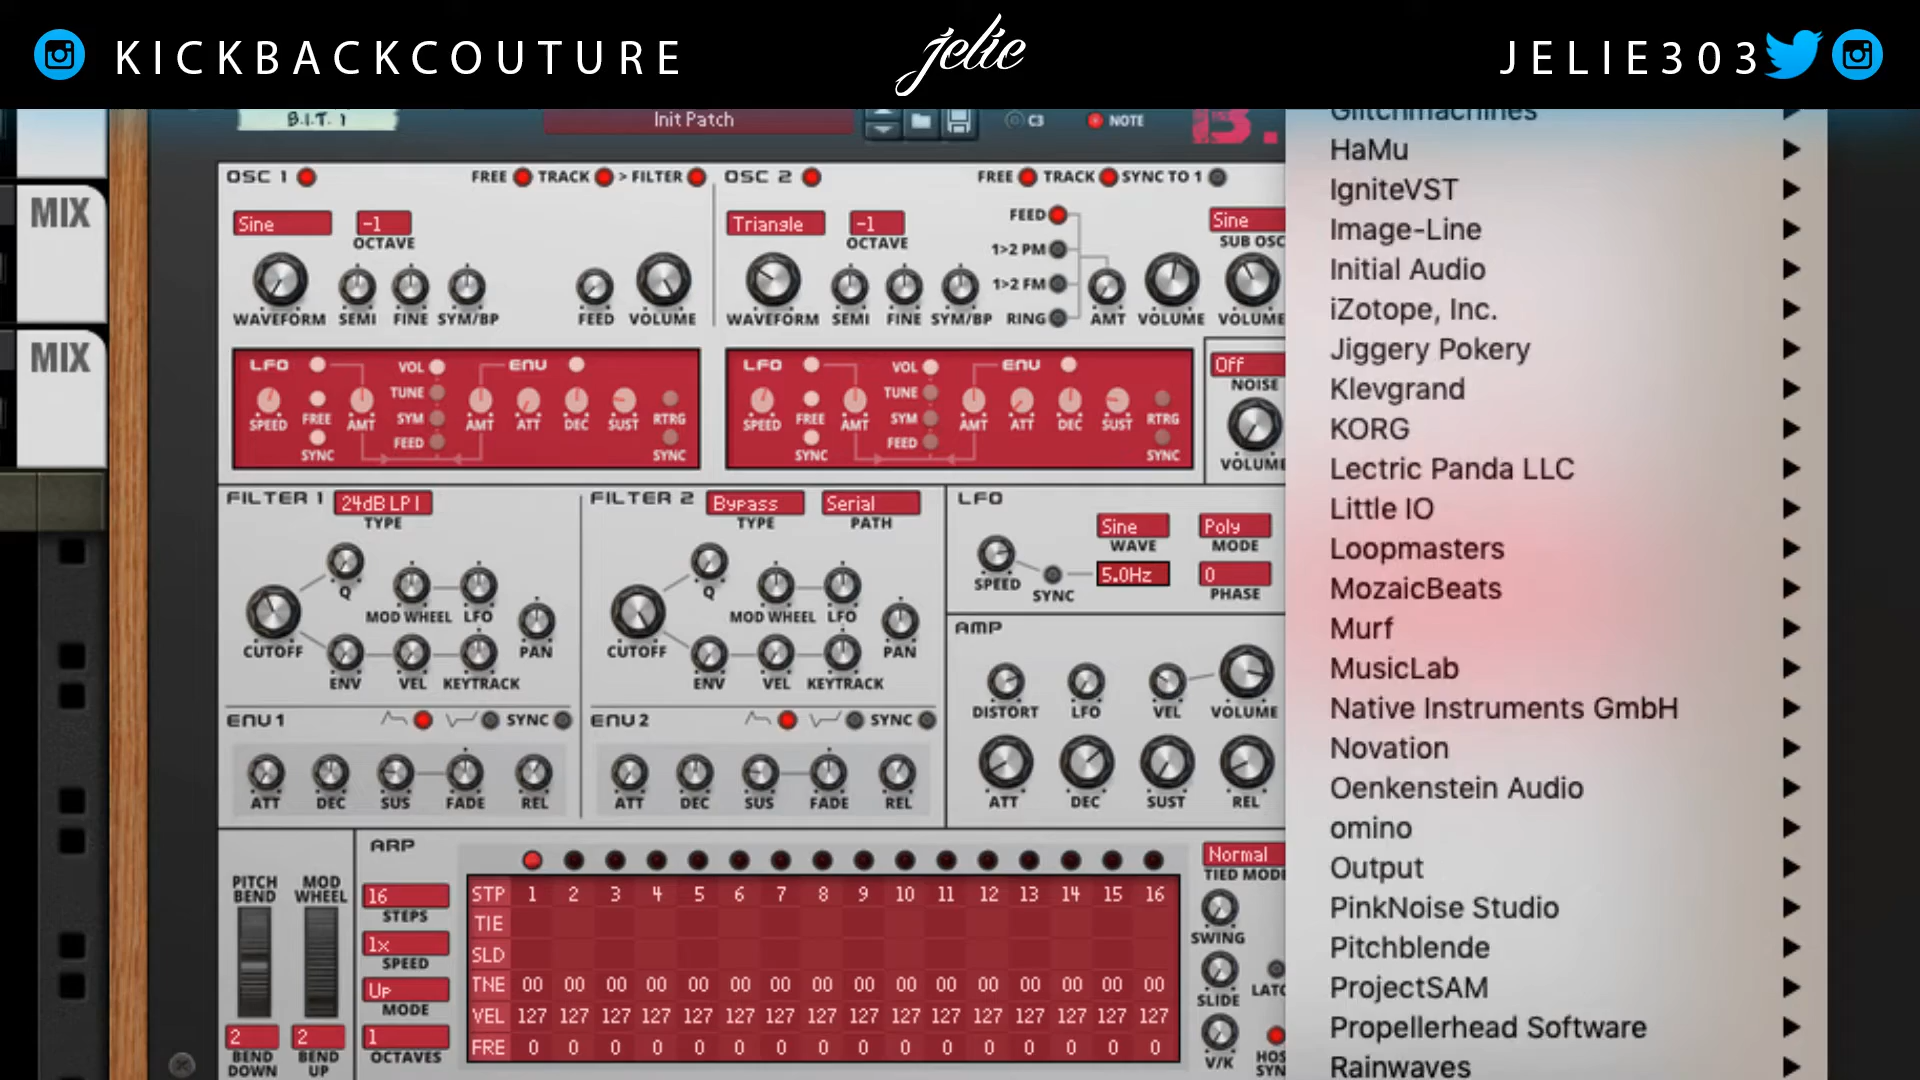 KICKBACKCOUTURE
jelie
JELIE303
B.I.T. 1
Init Patch
C3
NOTE
B.
MIX
MIX
OSC 1
FREE TRACK > FILTER
OSC 2
FREE TRACK SYNC TO 1
Sine
-1
OCTAVE
WAVEFORM SEMI FINE SYM/BP FEED VOLUME
Triangle
-1
OCTAVE
FEED
1>2 PM
1>2 FM
RING
WAVEFORM SEMI FINE SYM/BP AMT VOLUME
Sine
SUB OSC
VOLUME
LFO
VOL
ENV
TUNE
SYM
FEED
SPEED FREE AMT AMT ATT DEC SUST RTRG
SYNC SYNC
LFO
VOL
ENV
TUNE
SYM
FEED
SPEED FREE AMT AMT ATT DEC SUST RTRG
SYNC SYNC
Off
NOISE
VOLUME
FILTER 1
24dB LP I
TYPE
Q
MOD WHEEL LFO
CUTOFF
PAN
ENV VEL KEYTRACK
FILTER 2
Bypass
TYPE
Serial
PATH
Q
MOD WHEEL LFO
CUTOFF
PAN
ENV VEL KEYTRACK
LFO
Sine
WAVE
Poly
MODE
SPEED
SYNC
5.0Hz
0
PHASE
AMP
DISTORT LFO VEL VOLUME
ATT DEC SUST REL
ENV 1
SYNC
ATT DEC SUS FADE REL
ENV 2
SYNC
ATT DEC SUS FADE REL
PITCH BEND
MOD WHEEL
2
BEND DOWN
2
BEND UP
ARP
16
STEPS
1x
SPEED
Up
MODE
1
OCTAVES
STP 1 2 3 4 5 6 7 8 9 10 11 12 13 14 15 16
TIE
SLD
TNE 00 00 00 00 00 00 00 00 00 00 00 00 00 00 00 00
VEL 127 127 127 127 127 127 127 127 127 127 127 127 127 127 127 127
FRE 0 0 0 0 0 0 0 0 0 0 0 0 0 0 0 0
Normal
TIED MODE
SWING
SLIDE
LATC
V/K
HOS
SYN
Glitchmachines
HaMu
IgniteVST
Image-Line
Initial Audio
iZotope, Inc.
Jiggery Pokery
Klevgrand
KORG
Lectric Panda LLC
Little IO
Loopmasters
MozaicBeats
Murf
MusicLab
Native Instruments GmbH
Novation
Oenkenstein Audio
omino
Output
PinkNoise Studio
Pitchblende
ProjectSAM
Propellerhead Software
Rainwaves